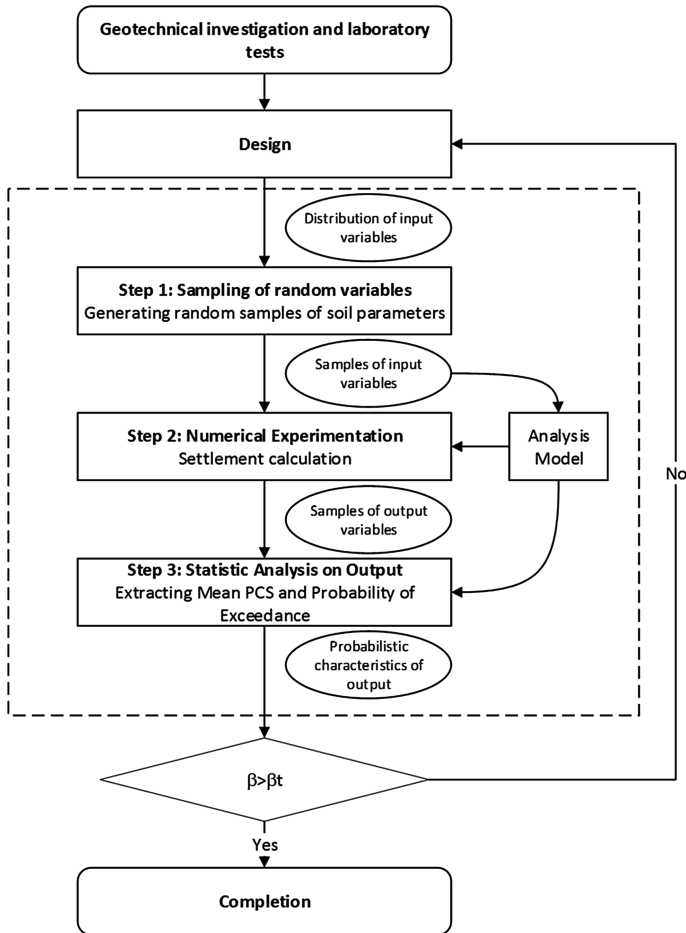 Geotechnical investigation and laboratory
tests
Design
Distribution of input
variables
Step 1: Sampling of random variables
Generating random samples of soil parameters
Samples of input
variables
Step 2: Numerical Experimentation
Settlement calculation
Analysis
Model
No
Samples of output
variables
Step 3: Statistic Analysis on Output
Extracting Mean PCS and Probability of
Exceedance
Probabilistic
characteristics of
output
β>βt
Yes
Completion